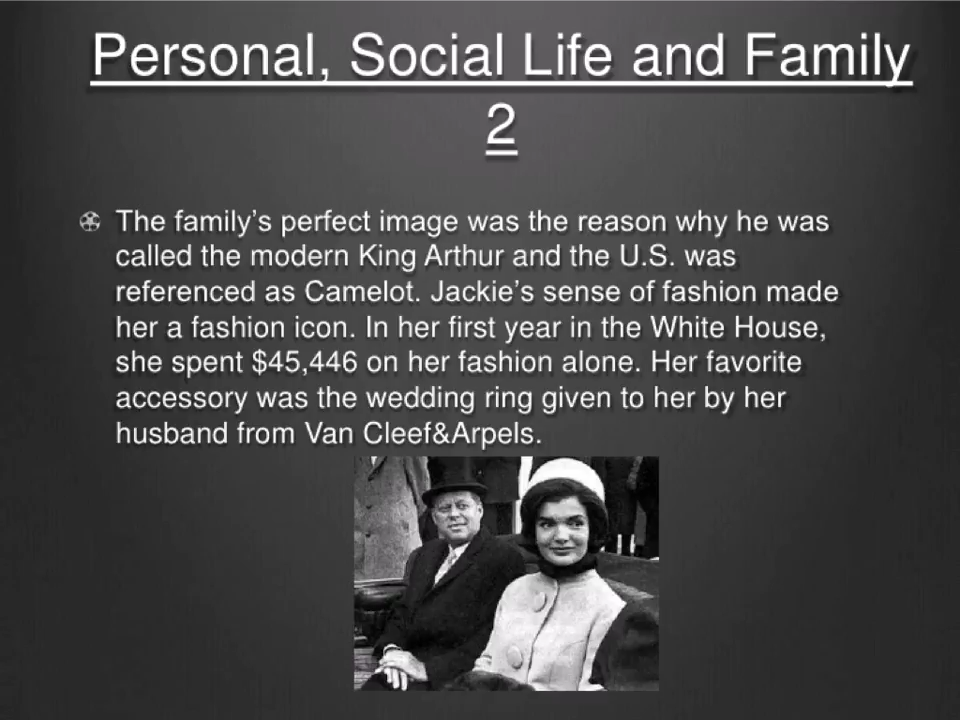 Personal, Social Life and Family
2
The family’s perfect image was the reason why he was
called the modern King Arthur and the U.S. was
referenced as Camelot. Jackie’s sense of fashion made
her a fashion icon. In her first year in the White House,
she spent $45,446 on her fashion alone. Her favorite
accessory was the wedding ring given to her by her
husband from Van Cleef&Arpels.